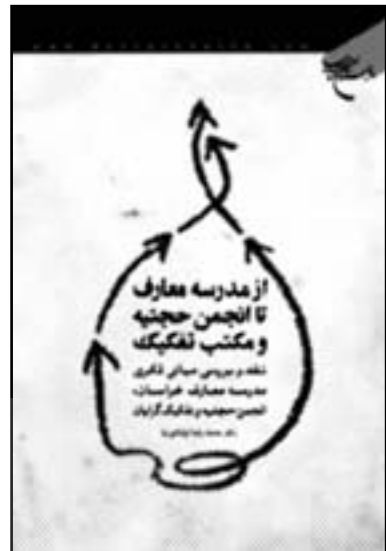 از مدرسه معارف
تا انجمن حجتیه
و مکتب تفکیک
نقد و بررسی مبانی فکری
مدرسه معارف خراسان،
انجمن حجتیه و تفکیک‌گرایان